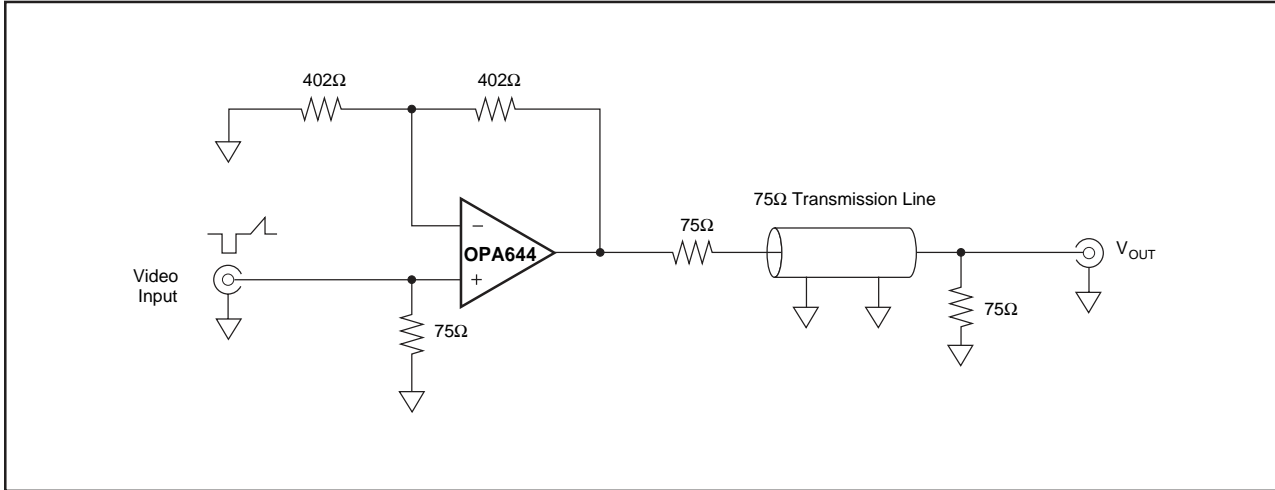 402Ω
402Ω
75Ω Transmission Line
75Ω
OPA644
−
+
Video
Input
V_OUT
75Ω
75Ω